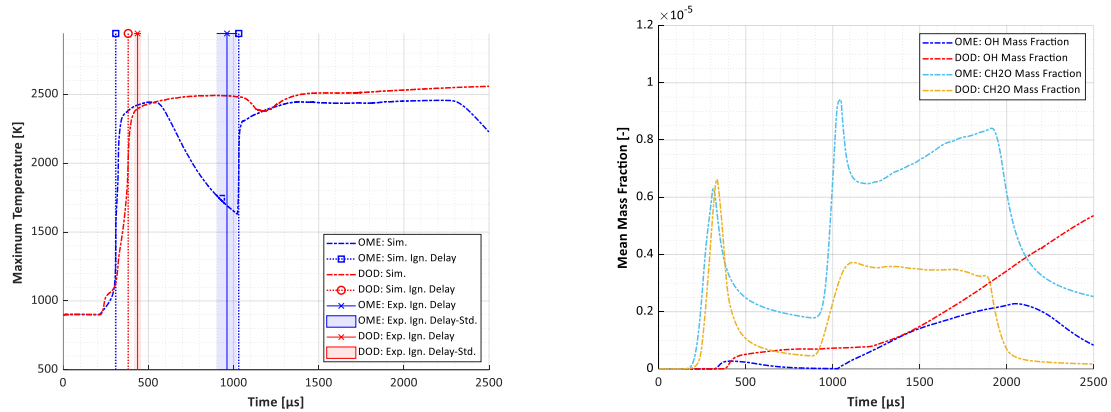 2500
2000
1500
1000
500
0
500
1000
1500
2000
2500
Maximum Temperature [K]
Time [µs]
OME: Sim.
OME: Sim. Ign. Delay
DOD: Sim.
DOD: Sim. Ign. Delay
OME: Exp. Ign. Delay
OME: Exp. Ign. Delay-Std.
DOD: Exp. Ign. Delay
DOD: Exp. Ign. Delay-Std.
×10⁻⁵
1.2
1
0.8
0.6
0.4
0.2
0
0
500
1000
1500
2000
2500
Mean Mass Fraction [-]
Time [µs]
OME: OH Mass Fraction
DOD: OH Mass Fraction
OME: CH2O Mass Fraction
DOD: CH2O Mass Fraction